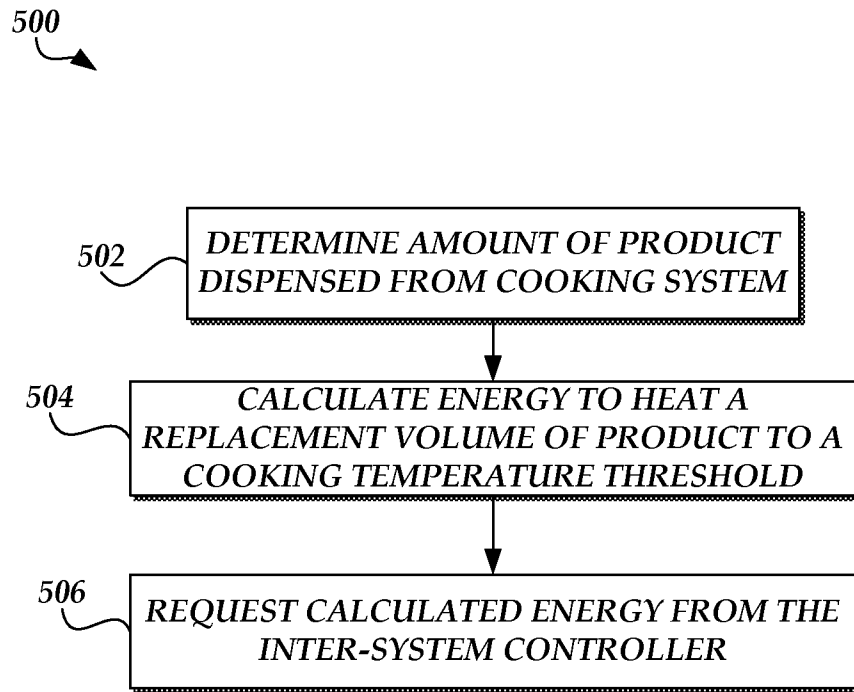 500
502
DETERMINE AMOUNT OF PRODUCT
DISPENSED FROM COOKING SYSTEM
504
CALCULATE ENERGY TO HEAT A
REPLACEMENT VOLUME OF PRODUCT TO A
COOKING TEMPERATURE THRESHOLD
506
REQUEST CALCULATED ENERGY FROM THE
INTER-SYSTEM CONTROLLER